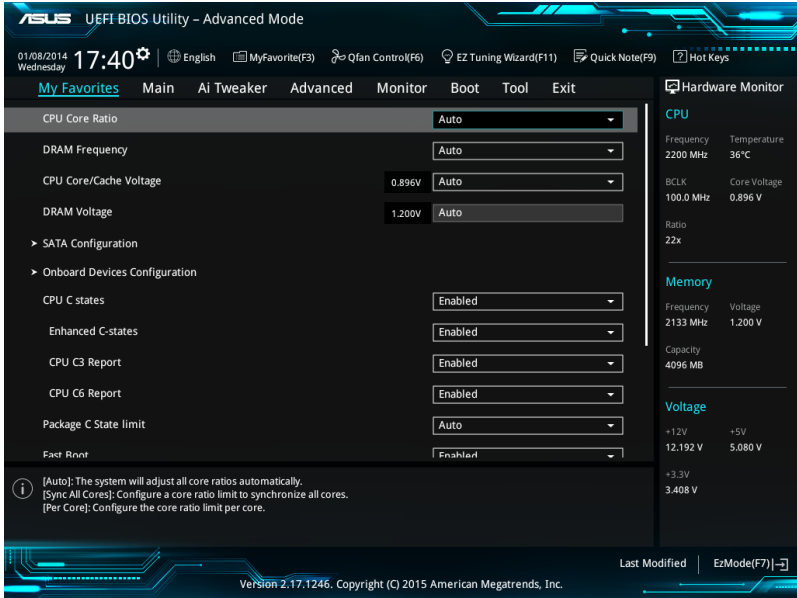 ASUS UEFI BIOS Utility – Advanced Mode
01/08/2014 Wednesday 17:40 English MyFavorite(F3) Qfan Control(F6) EZ Tuning Wizard(F11) Quick Note(F9) ? Hot Keys
My Favorites Main Ai Tweaker Advanced Monitor Boot Tool Exit
CPU Core Ratio Auto
DRAM Frequency Auto
CPU Core/Cache Voltage 0.896V Auto
DRAM Voltage 1.200V Auto
SATA Configuration
Onboard Devices Configuration
CPU C states Enabled
Enhanced C-states Enabled
CPU C3 Report Enabled
CPU C6 Report Enabled
Package C State limit Auto
Fast Boot Enabled
[Auto]: The system will adjust all core ratios automatically.
[Sync All Cores]: Configure a core ratio limit to synchronize all cores.
[Per Core]: Configure the core ratio limit per core.
Hardware Monitor
CPU
Frequency Temperature
2200 MHz 36°C
BCLK Core Voltage
100.0 MHz 0.896 V
Ratio
22x
Memory
Frequency Voltage
2133 MHz 1.200 V
Capacity
4096 MB
Voltage
+12V +5V
12.192 V 5.080 V
+3.3V
3.408 V
Last Modified EzMode(F7)
Version 2.17.1246. Copyright (C) 2015 American Megatrends, Inc.